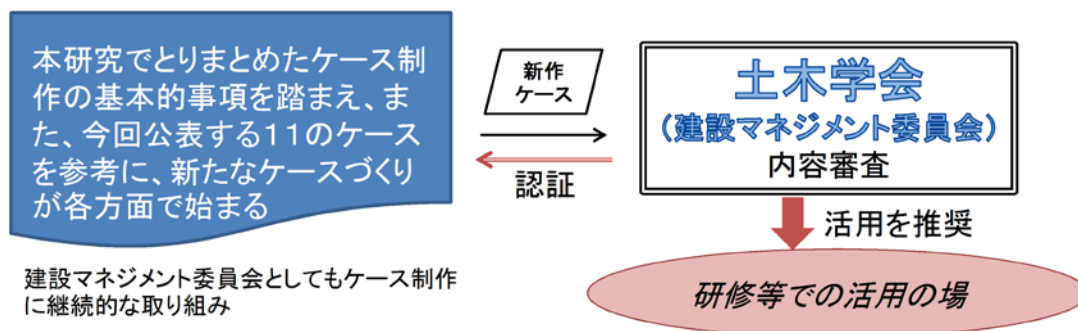 本研究でとりまとめたケース制
作の基本的事項を踏まえ、ま
た、今回公表する11のケース
を参考に、新たなケースづくり
が各方面で始まる
新作
ケース
認証
土木学会
（建設マネジメント委員会）
内容審査
活用を推奨
研修等での活用の場
建設マネジメント委員会としてもケース制作
に継続的な取り組み